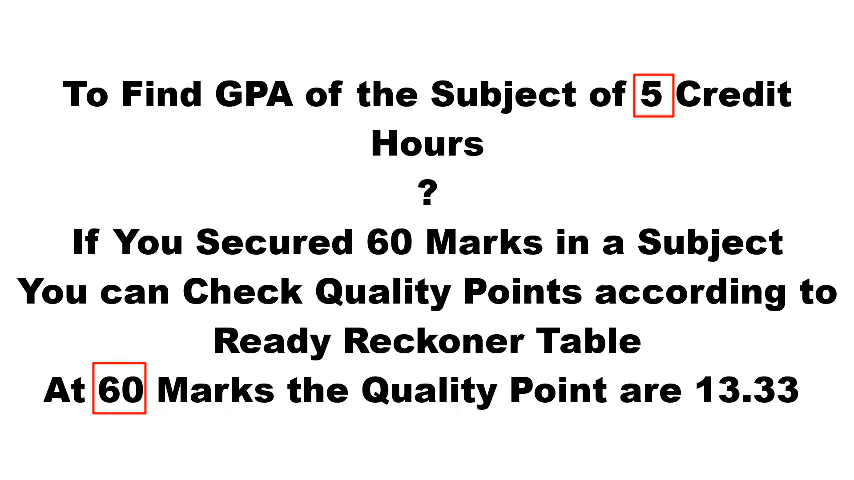 To Find GPA of the Subject of 5 Credit
Hours
?
If You Secured 60 Marks in a Subject
You can Check Quality Points according to
Ready Reckoner Table
At 60 Marks the Quality Point are 13.33